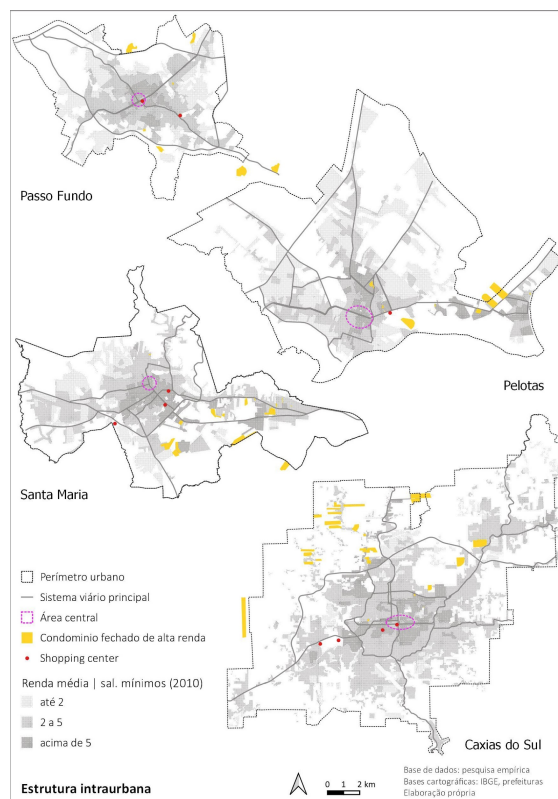 Passo Fundo
Pelotas
Santa Maria
Caxias do Sul
Perímetro urbano
Sistema viário principal
Área central
Condominio fechado de alta renda
Shopping center
Renda média | sal. mínimos (2010)
até 2
2 a 5
acima de 5
Estrutura intraurbana
0 1 2 km
Base de dados: pesquisa empírica
Bases cartográficas: IBGE, prefeituras
Elaboração própria